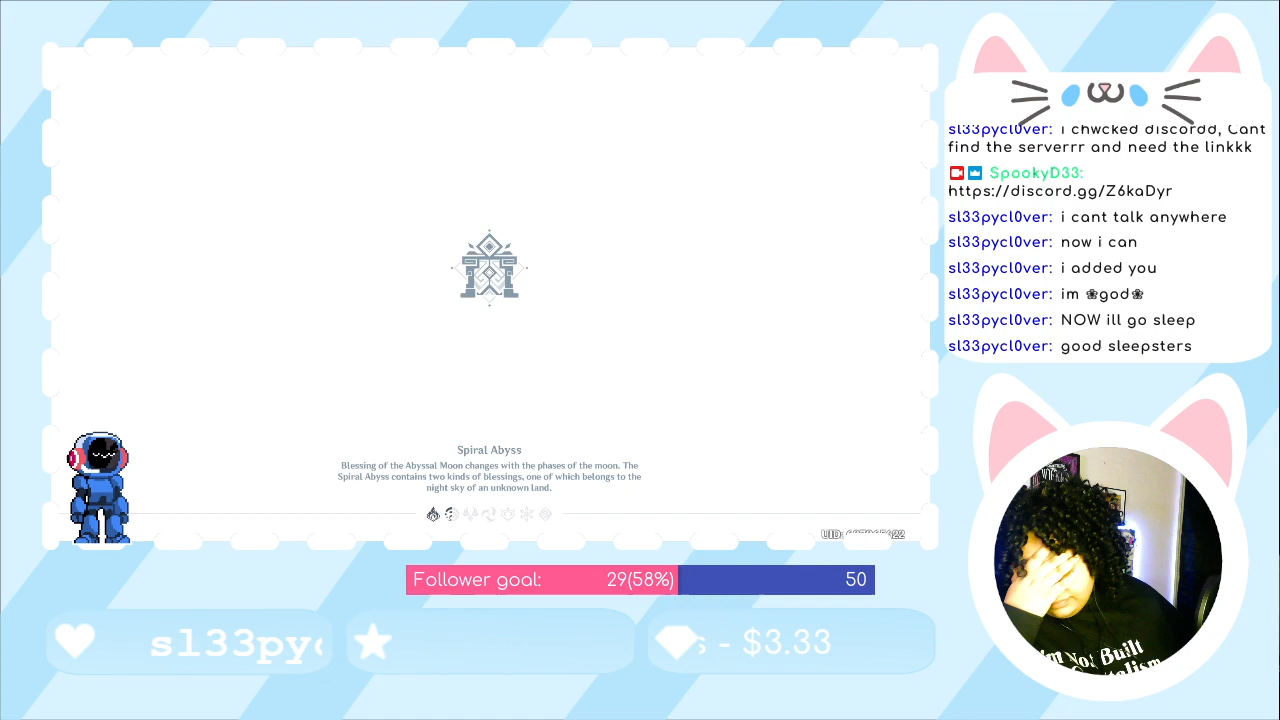 sl33pycl0ver: i chwcked discordd, Cant
find the serverrr and need the linkkk
SpookyD33:
https://discord.gg/Z6kaDyr
sl33pycl0ver: i cant talk anywhere
sl33pycl0ver: now i can
sl33pycl0ver: i added you
sl33pycl0ver: im ❀god❀
sl33pycl0ver: NOW ill go sleep
sl33pycl0ver: good sleepsters
Spiral Abyss
Blessing of the Abyssal Moon changes with the phases of the moon. The
Spiral Abyss contains two kinds of blessings, one of which belongs to the
night sky of an unknown land.
UID:
Follower goal: 29(58%) 50
sl33pyc
s - $3.33
I'm Not Built